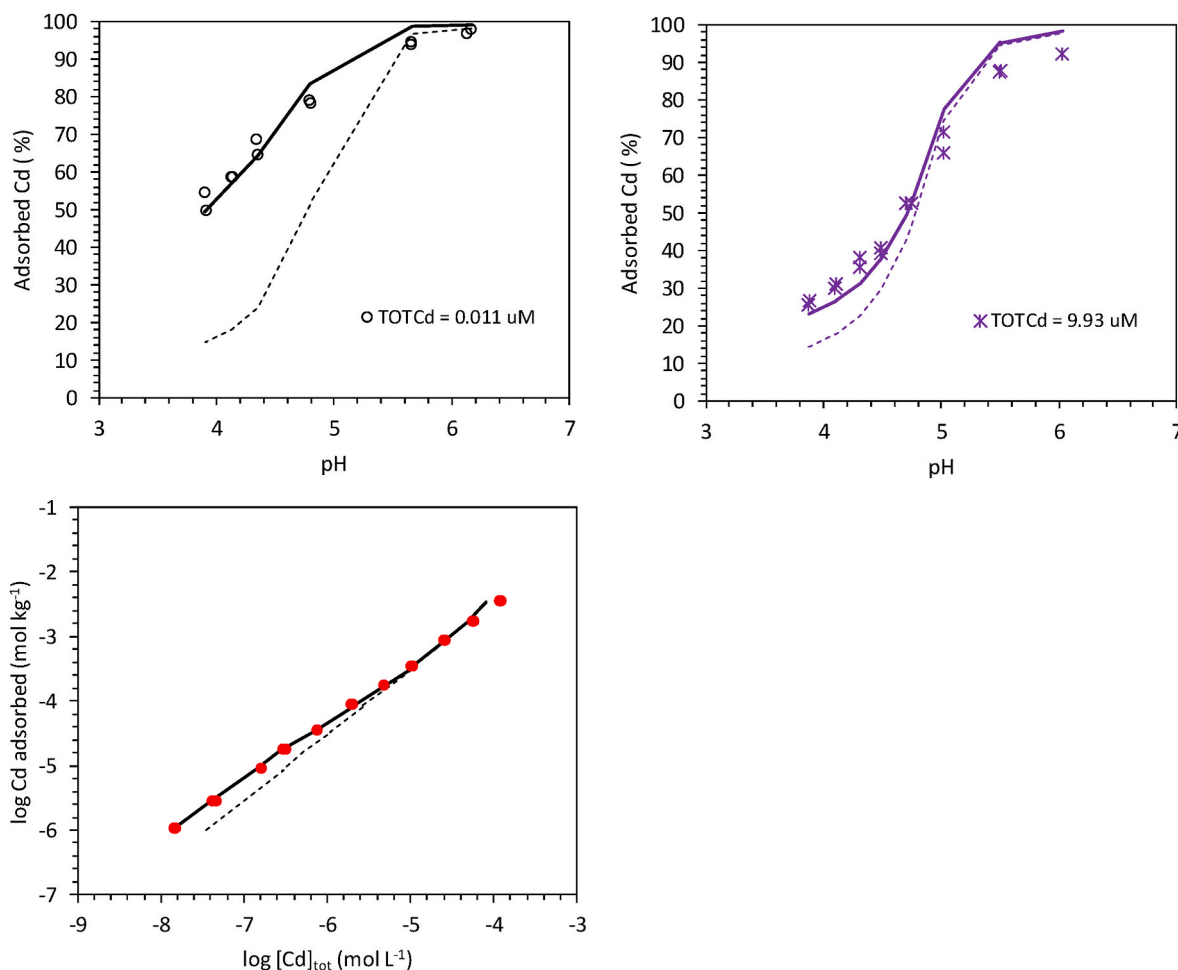 100
90
80
70
60
50
40
30
20
10
0
Adsorbed Cd ( %)
TOTCd = 0.011 uM
3 4 5 6 7
pH
100
90
80
70
60
50
40
30
20
10
0
Adsorbed Cd ( %)
TOTCd = 9.93 uM
3 4 5 6 7
pH
-1
-2
-3
-4
-5
-6
-7
log Cd adsorbed (mol kg⁻¹)
-9 -8 -7 -6 -5 -4 -3
log [Cd]tot (mol L⁻¹)